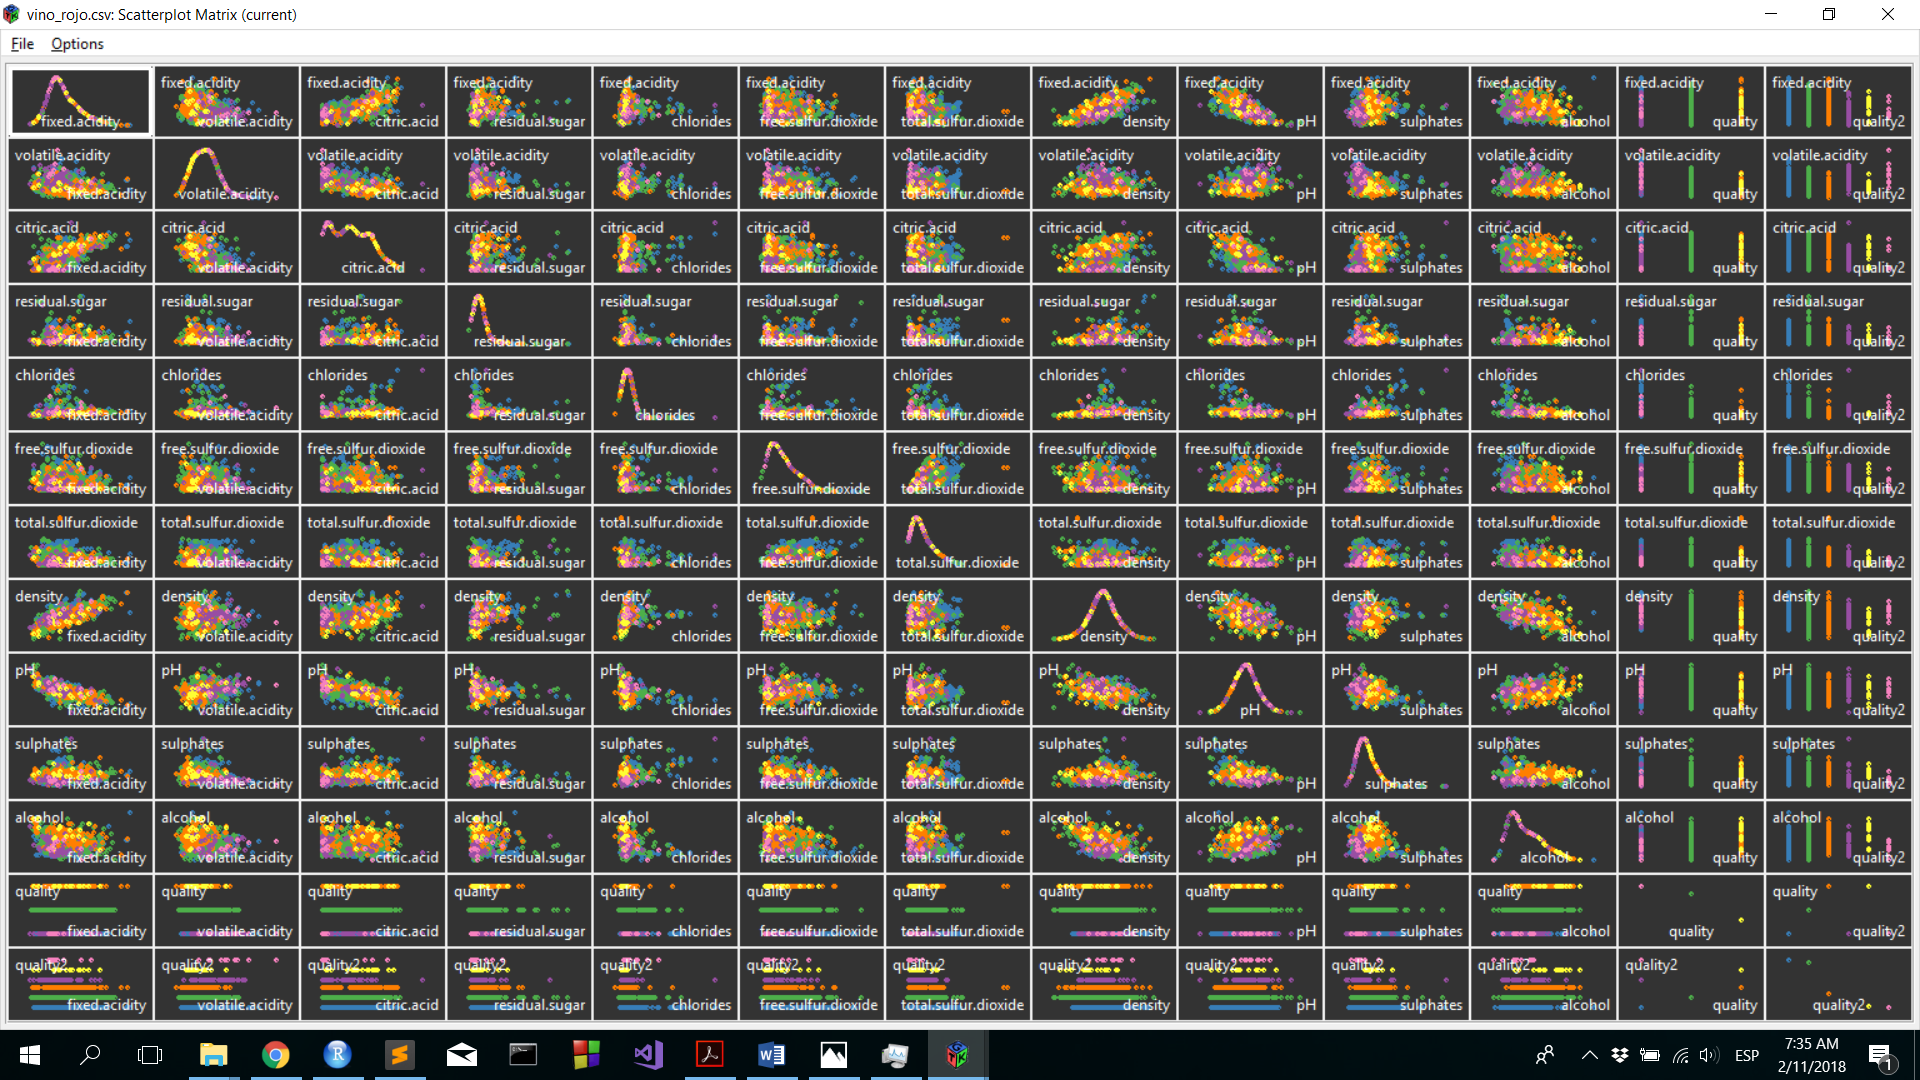 vino_rojo.csv: Scatterplot Matrix (current)
File Options
fixed.acidity fixed.acidity fixed.acidity fixed.acidity fixed.acidity fixed.acidity fixed.acidity fixed.acidity fixed.acidity fixed.acidity fixed.acidity fixed.acidity
fixed.acidity volatile.acidity citric.acid residual.sugar chlorides free.sulfur.dioxide total.sulfur.dioxide density pH sulphates alcohol quality quality2
volatile.acidity volatile.acidity volatile.acidity volatile.acidity volatile.acidity volatile.acidity volatile.acidity volatile.acidity volatile.acidity volatile.acidity volatile.acidity volatile.acidity
fixed.acidity volatile.acidity citric.acid residual.sugar chlorides free.sulfur.dioxide total.sulfur.dioxide density pH sulphates alcohol quality quality2
citric.acid citric.acid citric.acid citric.acid citric.acid citric.acid citric.acid citric.acid citric.acid citric.acid citric.acid citric.acid
fixed.acidity volatile.acidity citric.acid residual.sugar chlorides free.sulfur.dioxide total.sulfur.dioxide density pH sulphates alcohol quality quality2
residual.sugar residual.sugar residual.sugar residual.sugar residual.sugar residual.sugar residual.sugar residual.sugar residual.sugar residual.sugar residual.sugar residual.sugar
fixed.acidity volatile.acidity citric.acid residual.sugar chlorides free.sulfur.dioxide total.sulfur.dioxide density pH sulphates alcohol quality quality2
chlorides chlorides chlorides chlorides chlorides chlorides chlorides chlorides chlorides chlorides chlorides chlorides
fixed.acidity volatile.acidity citric.acid residual.sugar chlorides free.sulfur.dioxide total.sulfur.dioxide density pH sulphates alcohol quality quality2
free.sulfur.dioxide free.sulfur.dioxide free.sulfur.dioxide free.sulfur.dioxide free.sulfur.dioxide free.sulfur.dioxide free.sulfur.dioxide free.sulfur.dioxide free.sulfur.dioxide free.sulfur.dioxide free.sulfur.dioxide free.sulfur.dioxide
fixed.acidity volatile.acidity citric.acid residual.sugar chlorides free.sulfur.dioxide total.sulfur.dioxide density pH sulphates alcohol quality quality2
total.sulfur.dioxide total.sulfur.dioxide total.sulfur.dioxide total.sulfur.dioxide total.sulfur.dioxide total.sulfur.dioxide total.sulfur.dioxide total.sulfur.dioxide total.sulfur.dioxide total.sulfur.dioxide total.sulfur.dioxide total.sulfur.dioxide
fixed.acidity volatile.acidity citric.acid residual.sugar chlorides free.sulfur.dioxide total.sulfur.dioxide density pH sulphates alcohol quality quality2
density density density density density density density density density density density density
fixed.acidity volatile.acidity citric.acid residual.sugar chlorides free.sulfur.dioxide total.sulfur.dioxide density pH sulphates alcohol quality quality2
pH pH pH pH pH pH pH pH pH pH pH pH
fixed.acidity volatile.acidity citric.acid residual.sugar chlorides free.sulfur.dioxide total.sulfur.dioxide density pH sulphates alcohol quality quality2
sulphates sulphates sulphates sulphates sulphates sulphates sulphates sulphates sulphates sulphates sulphates sulphates
fixed.acidity volatile.acidity citric.acid residual.sugar chlorides free.sulfur.dioxide total.sulfur.dioxide density pH sulphates alcohol quality quality2
alcohol alcohol alcohol alcohol alcohol alcohol alcohol alcohol alcohol alcohol alcohol alcohol
fixed.acidity volatile.acidity citric.acid residual.sugar chlorides free.sulfur.dioxide total.sulfur.dioxide density pH sulphates alcohol quality quality2
quality quality quality quality quality quality quality quality quality quality quality quality
fixed.acidity volatile.acidity citric.acid residual.sugar chlorides free.sulfur.dioxide total.sulfur.dioxide density pH sulphates alcohol quality quality2
quality2 quality2 quality2 quality2 quality2 quality2 quality2 quality2 quality2 quality2 quality2 quality2
fixed.acidity volatile.acidity citric.acid residual.sugar chlorides free.sulfur.dioxide total.sulfur.dioxide density pH sulphates alcohol quality quality2
ESP
7:35 AM
2/11/2018
1